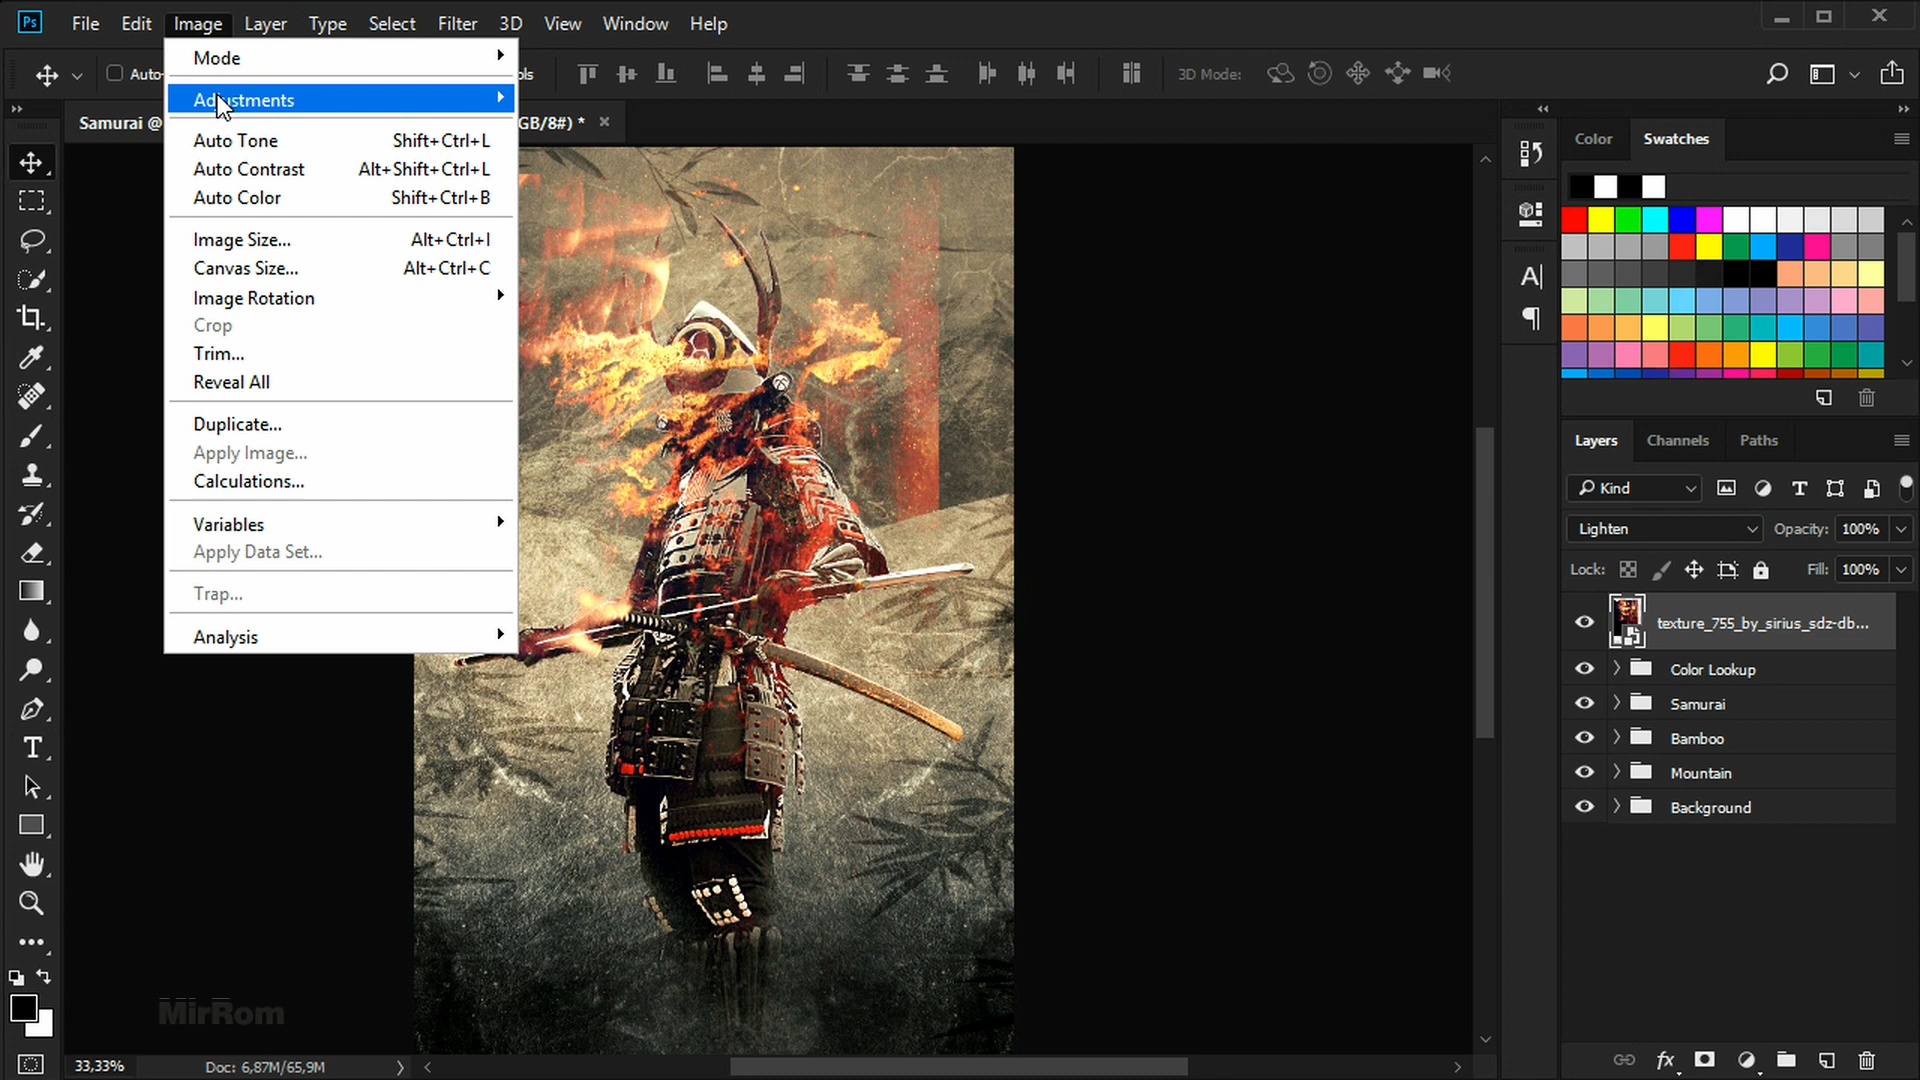 Ps File Edit Image Layer Type Select Filter 3D View Window Help
Auto- ols 3D Mode:
Samurai @ GB/8#) * ×
Mode
Adjustments
Auto Tone Shift+Ctrl+L
Auto Contrast Alt+Shift+Ctrl+L
Auto Color Shift+Ctrl+B
Image Size... Alt+Ctrl+I
Canvas Size... Alt+Ctrl+C
Image Rotation
Crop
Trim...
Reveal All
Duplicate...
Apply Image...
Calculations...
Variables
Apply Data Set...
Trap...
Analysis
Color Swatches
Layers Channels Paths
Kind
Lighten Opacity: 100%
Lock: Fill: 100%
texture_755_by_sirius_sdz-db...
Color Lookup
Samurai
Bamboo
Mountain
Background
MirRom
33,33% Doc: 6,87M/65,9M
fx